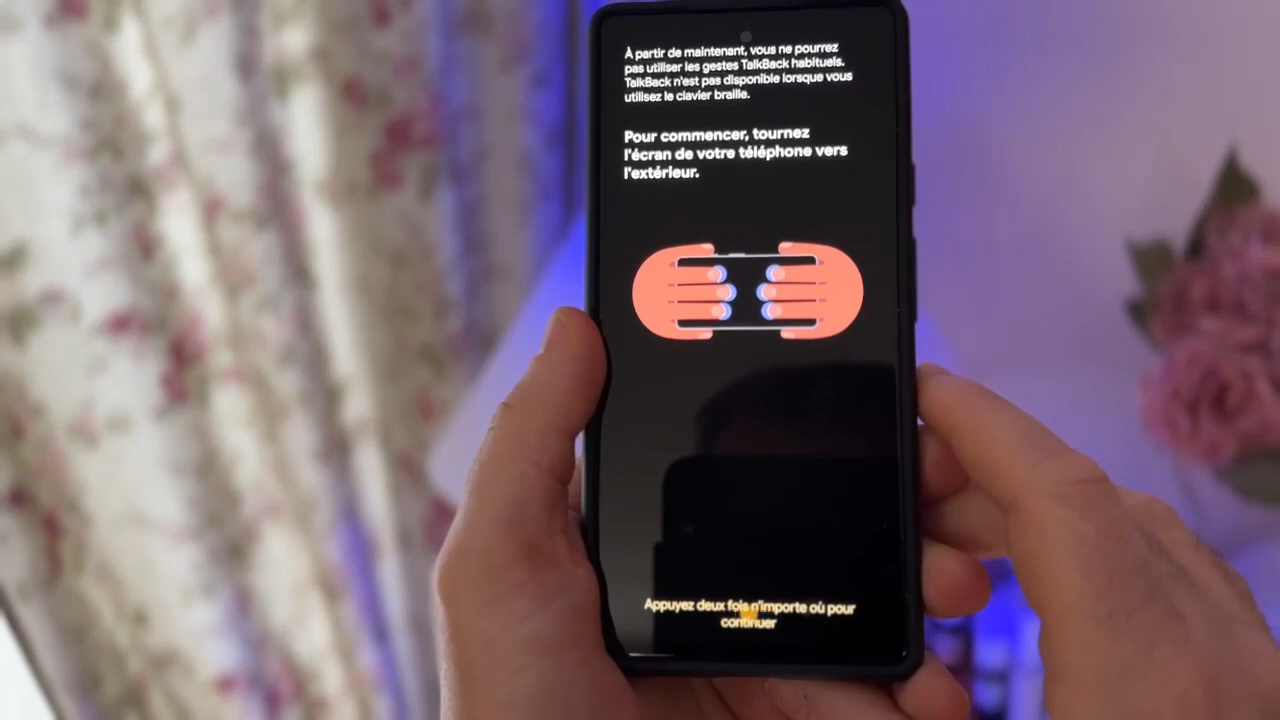 À partir de maintenant, vous ne pourrez
pas utiliser les gestes TalkBack habituels.
TalkBack n'est pas disponible lorsque vous
utilisez le clavier braille.
Pour commencer, tournez
l'écran de votre téléphone vers
l'extérieur.
Appuyez deux fois n'importe où pour
continuer